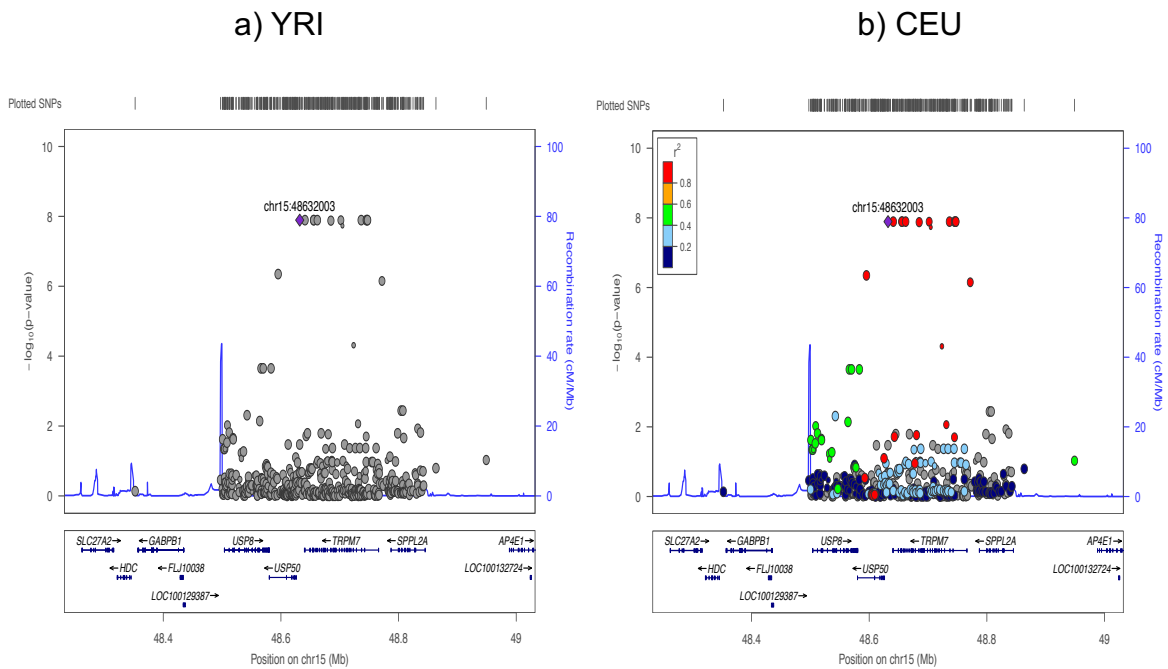 a) YRI
b) CEU
Plotted SNPs
10
8
6
4
2
0
− log10(p-value)
100
80
60
40
20
0
Recombination rate (cM/Mb)
chr15:48632003
SLC27A2→
←GABPB1
USP8→
←TRPM7
←SPPL2A
AP4E1→
←HDC
←FLJ10038
←USP50
LOC100132724→
LOC100129387→
48.4
48.6
48.8
49
Position on chr15 (Mb)
Plotted SNPs
10
8
6
4
2
0
− log10(p-value)
100
80
60
40
20
0
Recombination rate (cM/Mb)
r2
0.8
0.6
0.4
0.2
chr15:48632003
SLC27A2→
←GABPB1
USP8→
←TRPM7
←SPPL2A
AP4E1→
←HDC
←FLJ10038
←USP50
LOC100132724→
LOC100129387→
48.4
48.6
48.8
49
Position on chr15 (Mb)